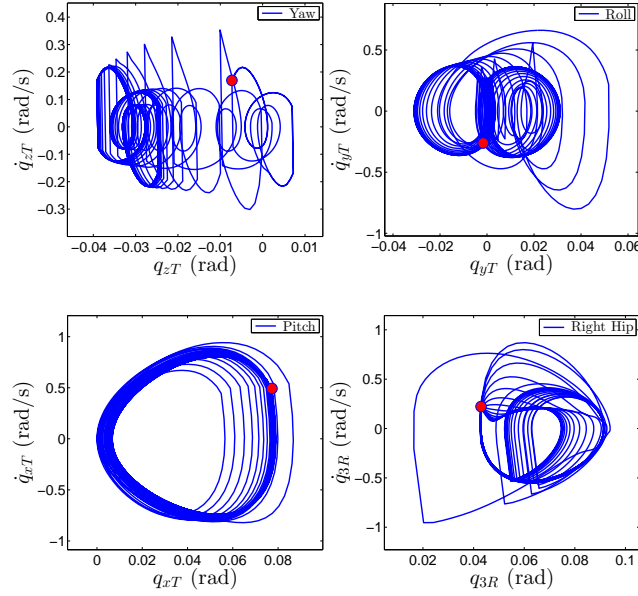 Yaw
0.4
0.3
0.2
0.1
0
−0.1
−0.2
−0.3
q̇zT (rad/s)
−0.04 −0.03 −0.02 −0.01 0 0.01
qzT (rad)
Roll
0.5
0
−0.5
−1
q̇yT (rad/s)
−0.04 −0.02 0 0.02 0.04 0.06
qyT (rad)
Pitch
1
0.5
0
−0.5
−1
q̇xT (rad/s)
0 0.02 0.04 0.06 0.08
qxT (rad)
Right Hip
1
0.5
0
−0.5
−1
q̇3R (rad/s)
0.02 0.04 0.06 0.08 0.1
q3R (rad)